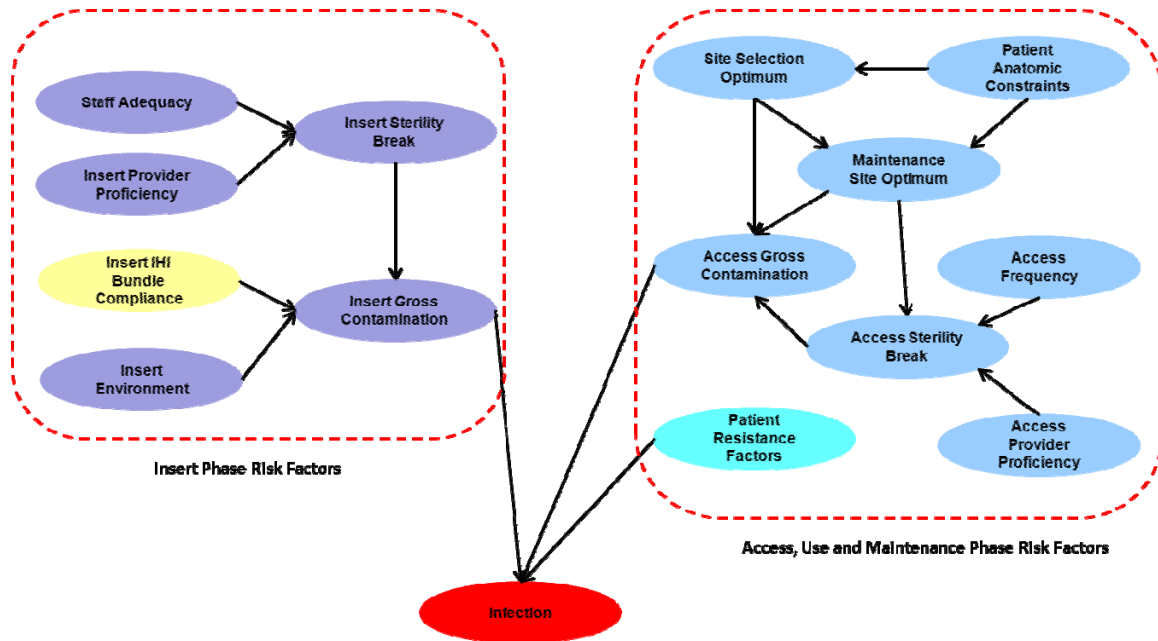 Staff Adequacy
Insert Provider
Proficiency
Insert IHI
Bundle
Compliance
Insert
Environment
Insert Sterility
Break
Insert Gross
Contamination
Insert Phase Risk Factors
Site Selection
Optimum
Patient
Anatomic
Constraints
Maintenance
Site Optimum
Access Gross
Contamination
Access
Frequency
Access Sterility
Break
Patient
Resistance
Factors
Access
Provider
Proficiency
Access, Use and Maintenance Phase Risk Factors
Infection